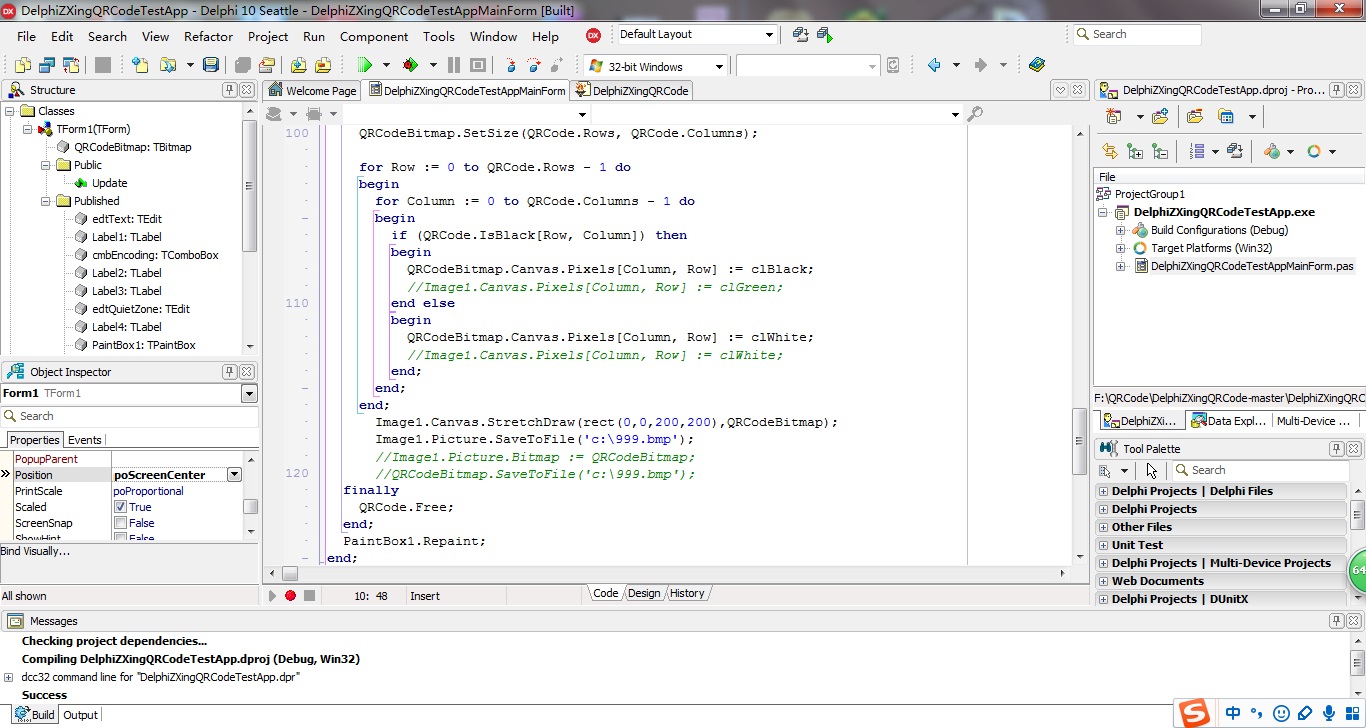 DelphiZXingQRCodeTestApp - Delphi 10 Seattle - DelphiZXingQRCodeTestAppMainForm [Built]
File Edit Search View Refactor Project Run Component Tools Window Help
DX
Default Layout
Search
32-bit Windows
Structure
Classes
TForm1(TForm)
QRCodeBitmap: TBitmap
Public
Update
Published
edtText: TEdit
Label1: TLabel
cmbEncoding: TComboBox
Label2: TLabel
Label3: TLabel
edtQuietZone: TEdit
Label4: TLabel
PaintBox1: TPaintBox
Object Inspector
Form1 TForm1
Search
Properties Events
PopupParent
Position poScreenCenter
PrintScale poProportional
Scaled True
ScreenSnap False
ShowHint False
Bind Visually...
All shown
Welcome Page DelphiZXingQRCodeTestAppMainForm DelphiZXingQRCode
100 QRCodeBitmap.SetSize(QRCode.Rows, QRCode.Columns);
for Row := 0 to QRCode.Rows - 1 do
begin
for Column := 0 to QRCode.Columns - 1 do
begin
if (QRCode.IsBlack[Row, Column]) then
begin
QRCodeBitmap.Canvas.Pixels[Column, Row] := clBlack;
//Image1.Canvas.Pixels[Column, Row] := clGreen;
110 end else
begin
QRCodeBitmap.Canvas.Pixels[Column, Row] := clWhite;
//Image1.Canvas.Pixels[Column, Row] := clWhite;
end;
end;
end;
Image1.Canvas.StretchDraw(rect(0,0,200,200),QRCodeBitmap);
Image1.Picture.SaveToFile('c:\999.bmp');
//Image1.Picture.Bitmap := QRCodeBitmap;
120 //QRCodeBitmap.SaveToFile('c:\999.bmp');
finally
QRCode.Free;
end;
PaintBox1.Repaint;
end;
10: 48 Insert
Code Design History
DelphiZXingQRCodeTestApp.dproj - Pro...
File
ProjectGroup1
DelphiZXingQRCodeTestApp.exe
Build Configurations (Debug)
Target Platforms (Win32)
DelphiZXingQRCodeTestAppMainForm.pas
F:\QRCode\DelphiZXingQRCode-master\DelphiZXingQRC
DelphiZXi... Data Expl... Multi-Device ...
Tool Palette
Search
Delphi Projects | Delphi Files
Delphi Projects
Other Files
Unit Test
Delphi Projects | Multi-Device Projects
Web Documents
Delphi Projects | DUnitX
64
Messages
Checking project dependencies...
Compiling DelphiZXingQRCodeTestApp.dproj (Debug, Win32)
dcc32 command line for "DelphiZXingQRCodeTestApp.dpr"
Success
Build Output
S 中